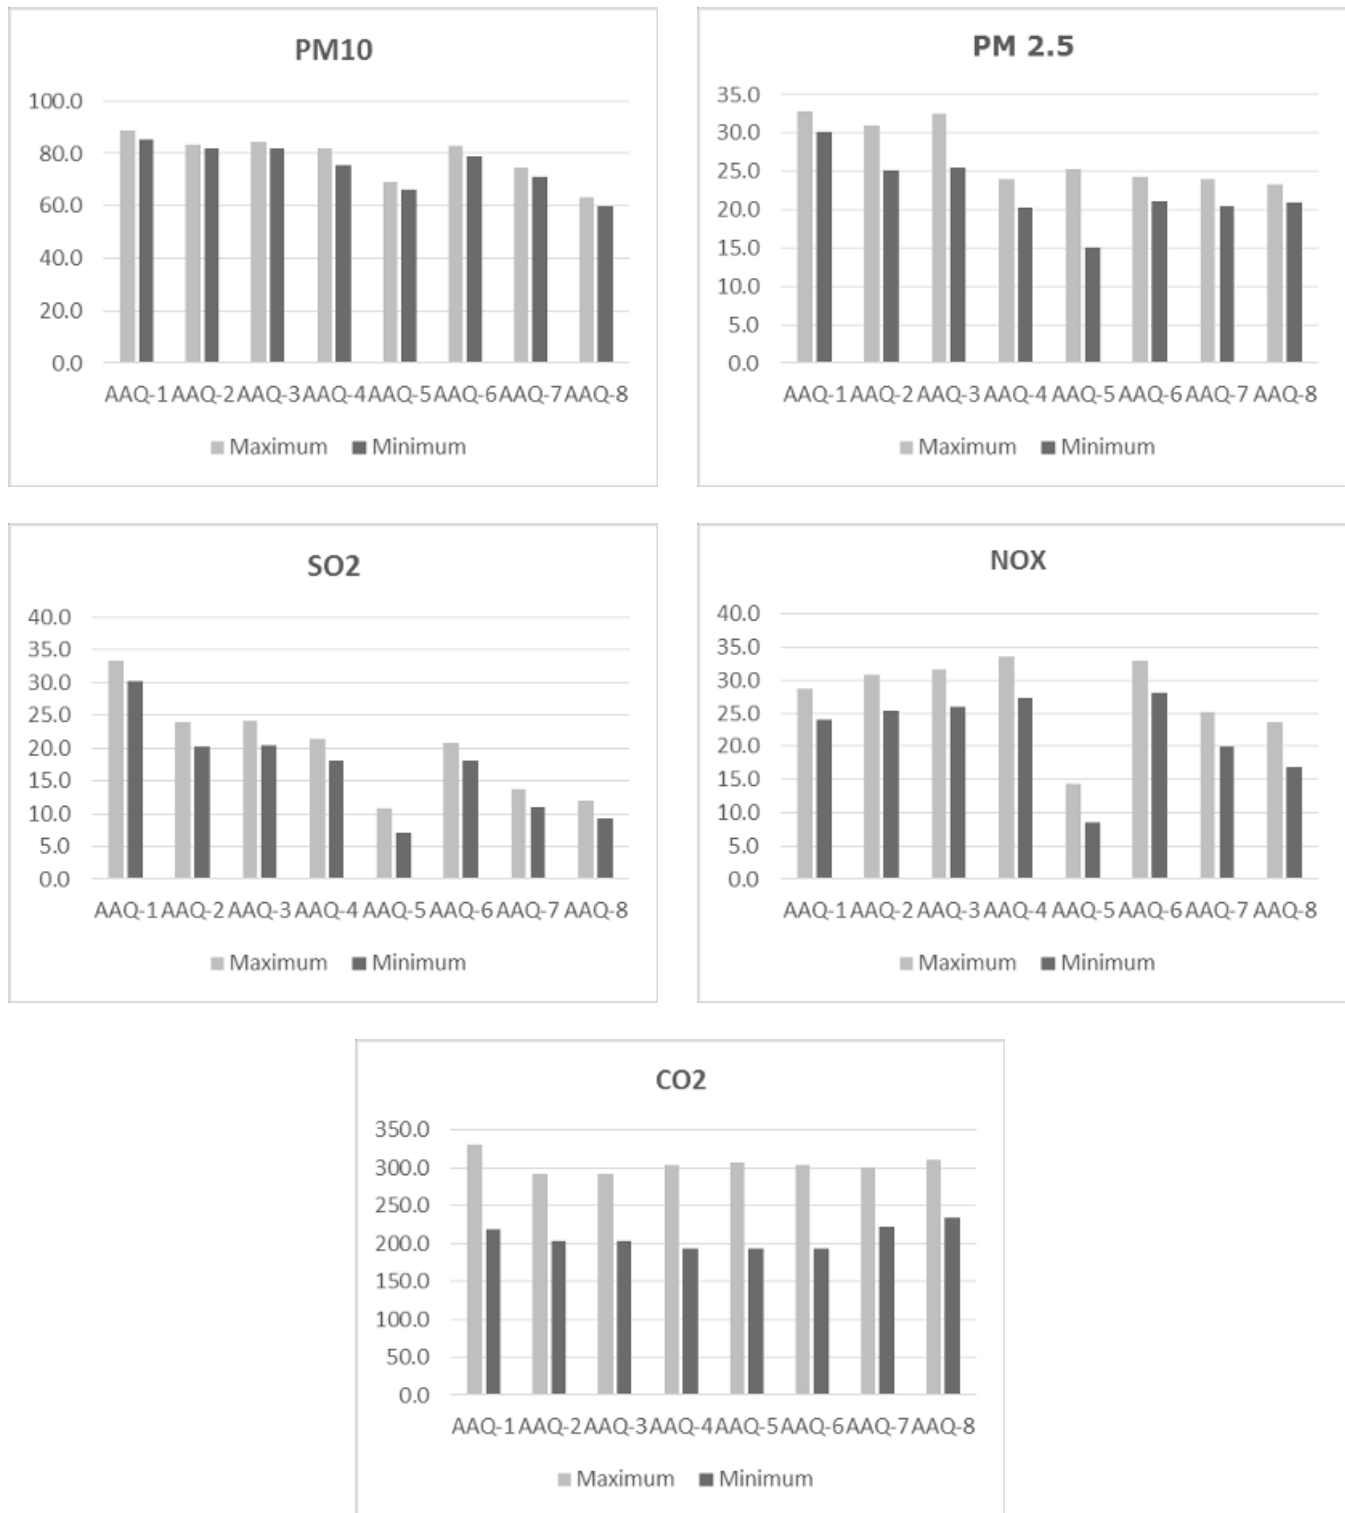 PM10
100.0
80.0
60.0
40.0
20.0
0.0
AAQ-1 AAQ-2 AAQ-3 AAQ-4 AAQ-5 AAQ-6 AAQ-7 AAQ-8
Maximum Minimum
PM 2.5
35.0
30.0
25.0
20.0
15.0
10.0
5.0
0.0
AAQ-1 AAQ-2 AAQ-3 AAQ-4 AAQ-5 AAQ-6 AAQ-7 AAQ-8
Maximum Minimum
SO2
40.0
35.0
30.0
25.0
20.0
15.0
10.0
5.0
0.0
AAQ-1 AAQ-2 AAQ-3 AAQ-4 AAQ-5 AAQ-6 AAQ-7 AAQ-8
Maximum Minimum
NOX
40.0
35.0
30.0
25.0
20.0
15.0
10.0
5.0
0.0
AAQ-1 AAQ-2 AAQ-3 AAQ-4 AAQ-5 AAQ-6 AAQ-7 AAQ-8
Maximum Minimum
CO2
350.0
300.0
250.0
200.0
150.0
100.0
50.0
0.0
AAQ-1 AAQ-2 AAQ-3 AAQ-4 AAQ-5 AAQ-6 AAQ-7 AAQ-8
Maximum Minimum